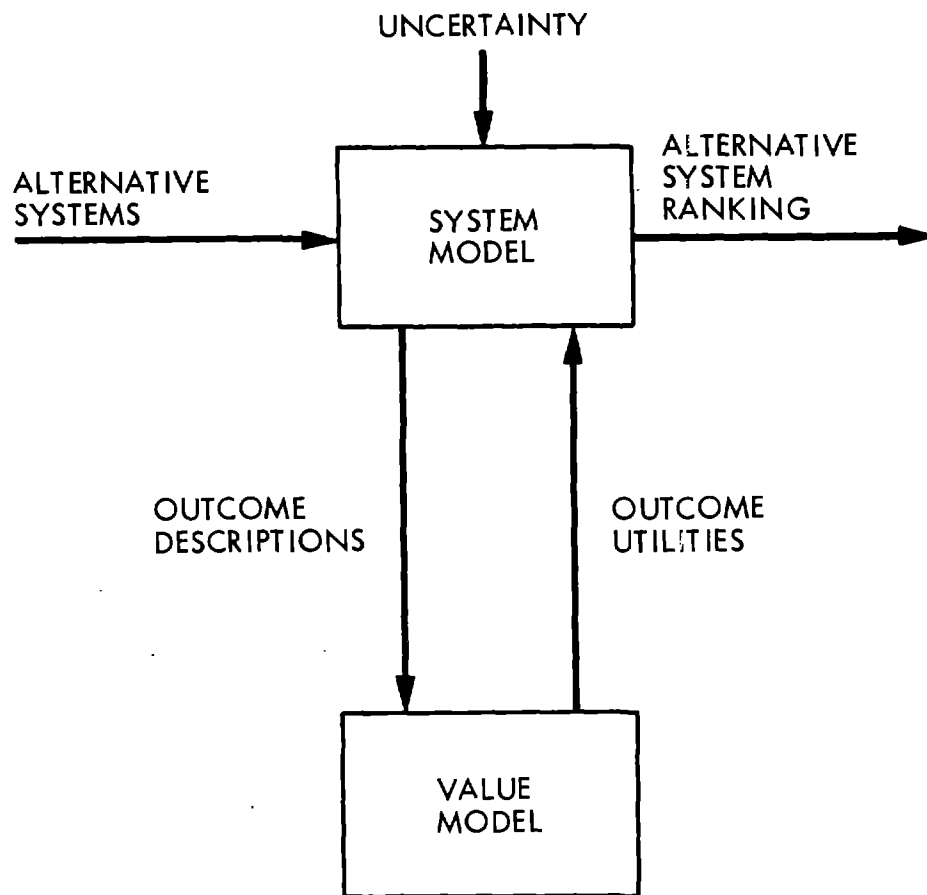 UNCERTAINTY
ALTERNATIVE
SYSTEMS
SYSTEM
MODEL
ALTERNATIVE
SYSTEM
RANKING
OUTCOME
DESCRIPTIONS
OUTCOME
UTILITIES
VALUE
MODEL